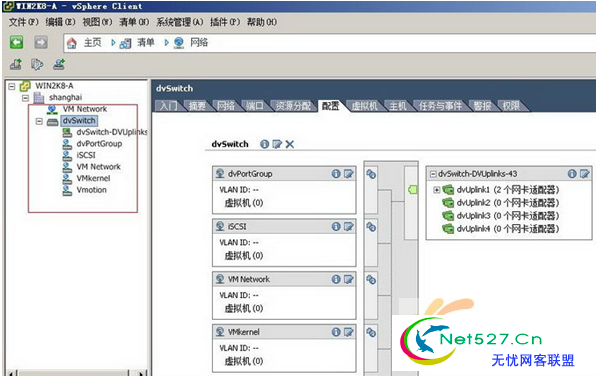 WIN2K8-A - vSphere Client
文件(F) 编辑(E) 视图(W) 清单(N) 系统管理(A) 插件(P) 帮助(H)
主页 清单 网络
WIN2K8-A
shanghai
VM Network
dvSwitch
dvSwitch-DVUplinks
dvPortGroup
iSCSI
VM Network
VMkernel
Vmotion
dvSwitch
入门 摘要 网络 端口 资源分配 配置 虚拟机 主机 任务与事件 警报 权限
dvSwitch
dvPortGroup
VLAN ID: --
虚拟机 (0)
iSCSI
VLAN ID: --
虚拟机 (0)
VM Network
VLAN ID: --
虚拟机 (0)
VMkernel
VLAN ID: --
虚拟机 (0)
dvSwitch-DVUplinks-43
dvUplink1 (2 个网卡适配器)
dvUplink2 (0 个网卡适配器)
dvUplink3 (0 个网卡适配器)
dvUplink4 (0 个网卡适配器)
Net527.Cn
无忧网客联盟